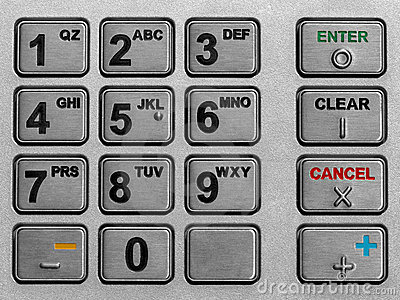 1 QZ 2 ABC 3 DEF ENTER
4 GHI 5 JKL 6 MNO CLEAR
7 PRS 8 TUV 9 WXY CANCEL
- 0 +
dreamstime